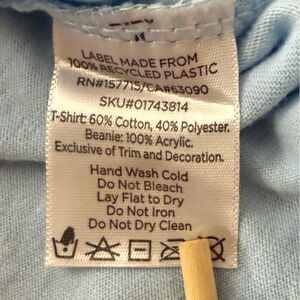 LABEL MADE FROM
100% RECYCLED PLASTIC
RN#157715/CA#63090
SKU#01743814
T-Shirt: 60% Cotton, 40% Polyester.
Beanie: 100% Acrylic.
Exclusive of Trim and Decoration.
Hand Wash Cold
Do Not Bleach
Lay Flat to Dry
Do Not Iron
Do Not Dry Clean